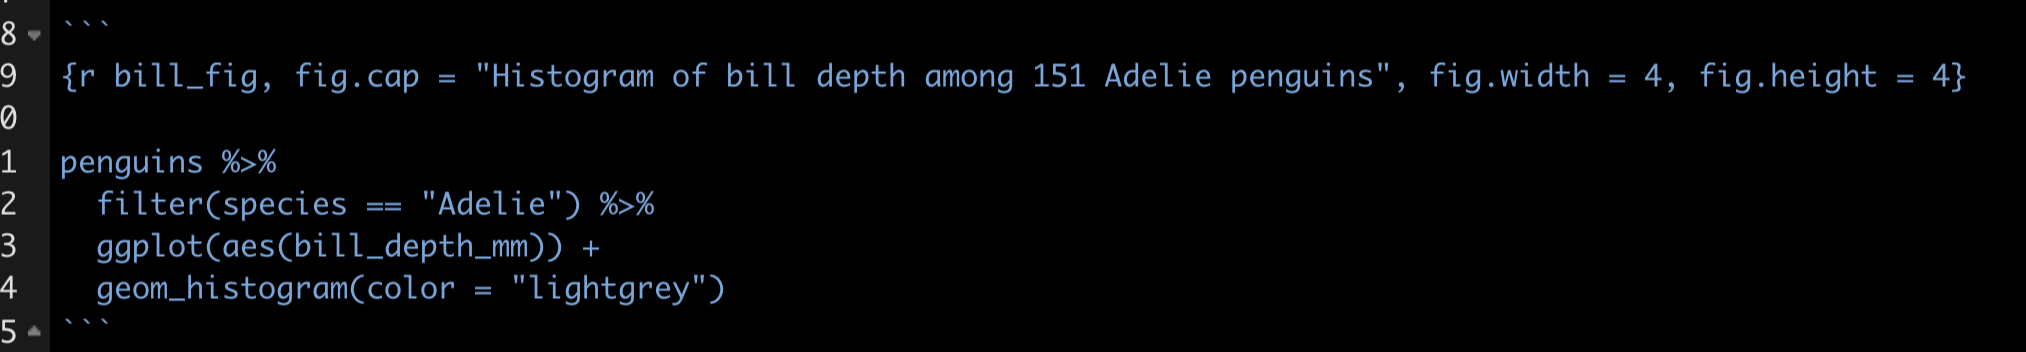 8 ```
9 {r bill_fig, fig.cap = "Histogram of bill depth among 151 Adelie penguins", fig.width = 4, fig.height = 4}
0
1 penguins %>%
2   filter(species == "Adelie") %>%
3   ggplot(aes(bill_depth_mm)) +
4   geom_histogram(color = "lightgrey")
5 ```